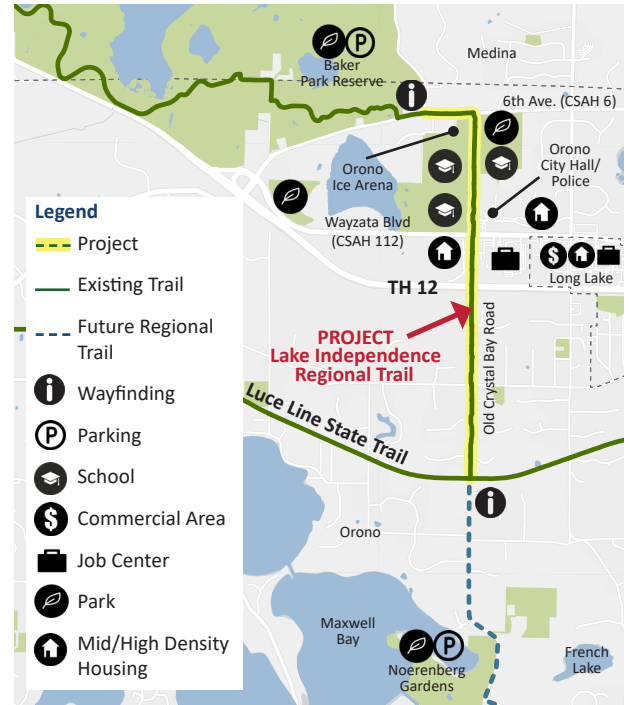 P
Baker
Park Reserve
Medina
i
6th Ave. (CSAH 6)
Orono
Ice Arena
Orono
City Hall/
Police
Wayzata Blvd
(CSAH 112)
$
Long Lake
TH 12
PROJECT
Lake Independence
Regional Trail
Old Crystal Bay Road
Luce Line State Trail
i
Orono
Maxwell
Bay
P
Noerenberg
Gardens
French
Lake
Legend
Project
Existing Trail
Future Regional
Trail
i Wayfinding
P Parking
School
$ Commercial Area
Job Center
Park
Mid/High Density
Housing